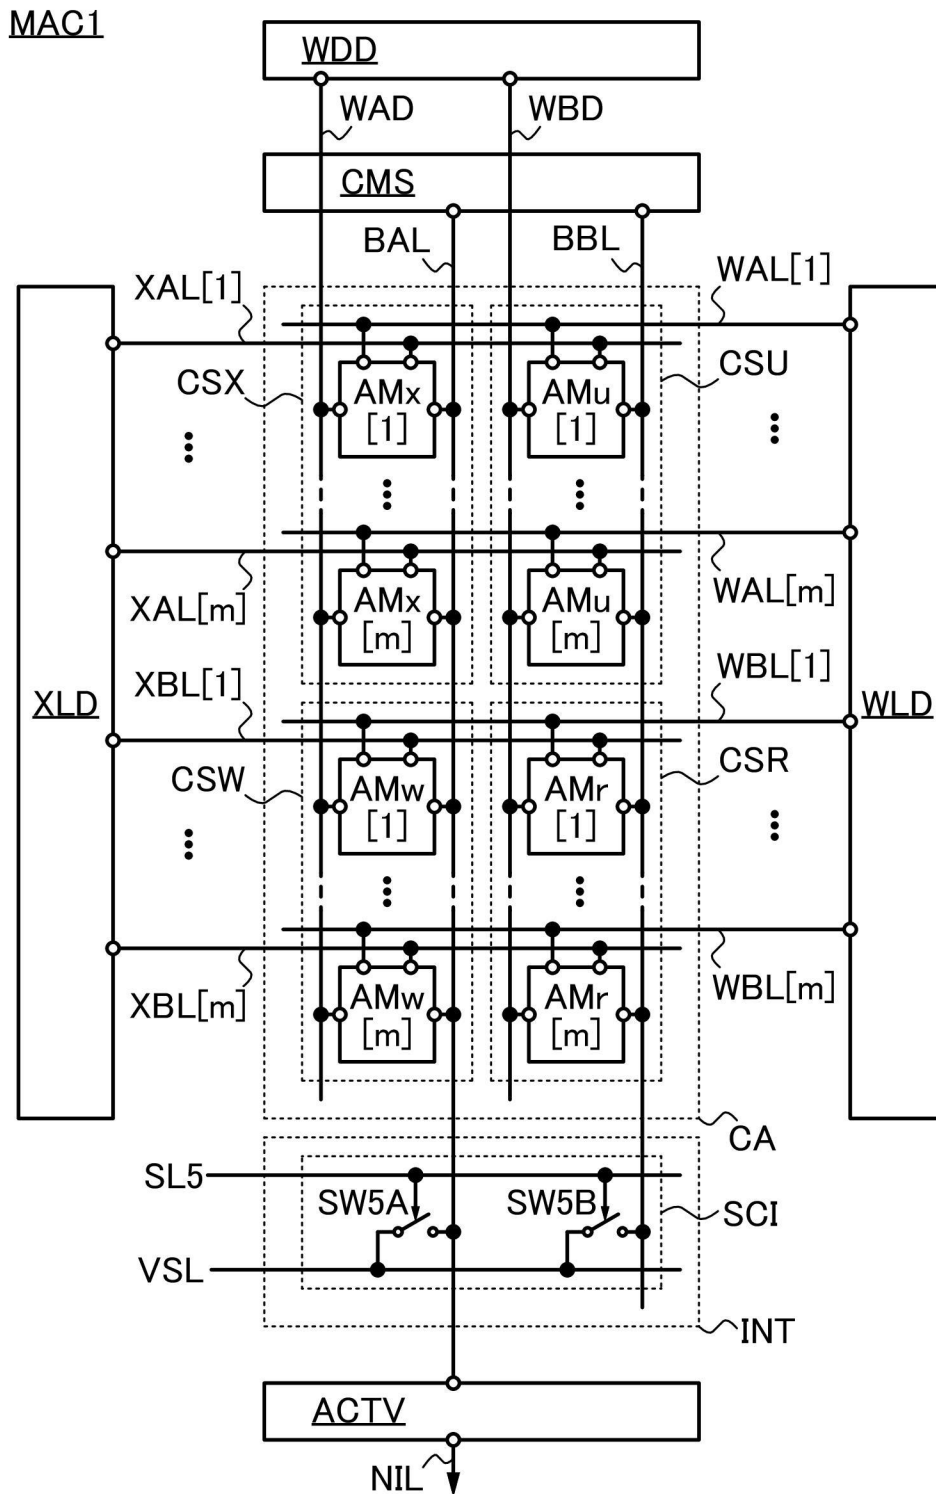 MAC1
WDD
WAD WBD
CMS
BAL BBL
XAL[1] WAL[1]
CSX AMx AMu CSU
[1] [1]
XAL[m] AMx AMu WAL[m]
[m] [m]
XBL[1] WBL[1]
XLD WLD
CSW AMw AMr CSR
[1] [1]
XBL[m] AMw AMr WBL[m]
[m] [m]
CA
SL5 SW5A SW5B SCI
VSL
INT
ACTV
NIL